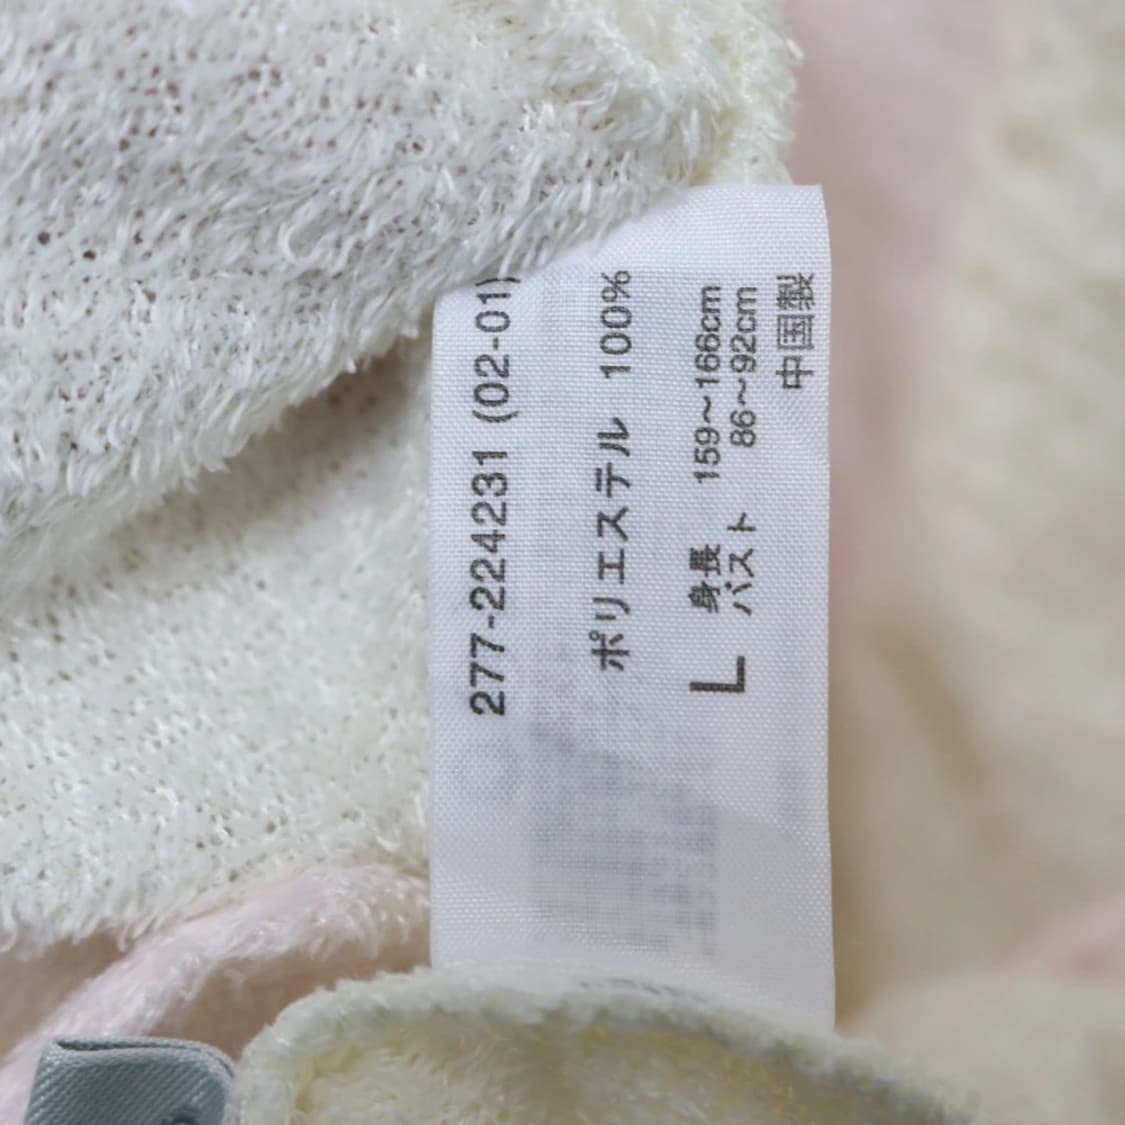 277-224231 (02-01)
ポリエステル 100%
L 身長 159〜166cm
バスト 86〜92cm
中国製